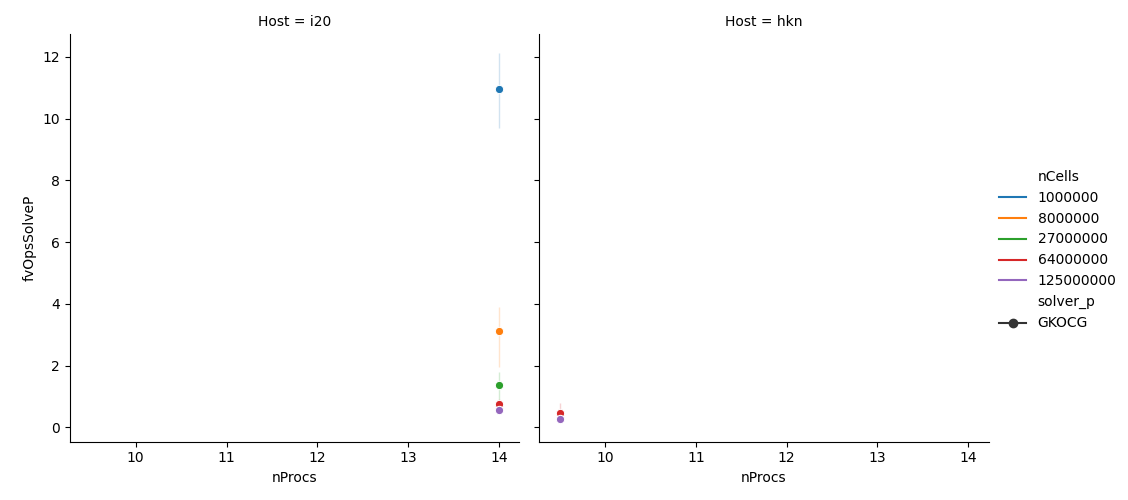 Host = i20
Host = hkn
12
10
8
6
4
2
0
fvOpsSolveP
10 11 12 13 14
10 11 12 13 14
nProcs
nProcs
nCells
1000000
8000000
27000000
64000000
125000000
solver_p
GKOCG